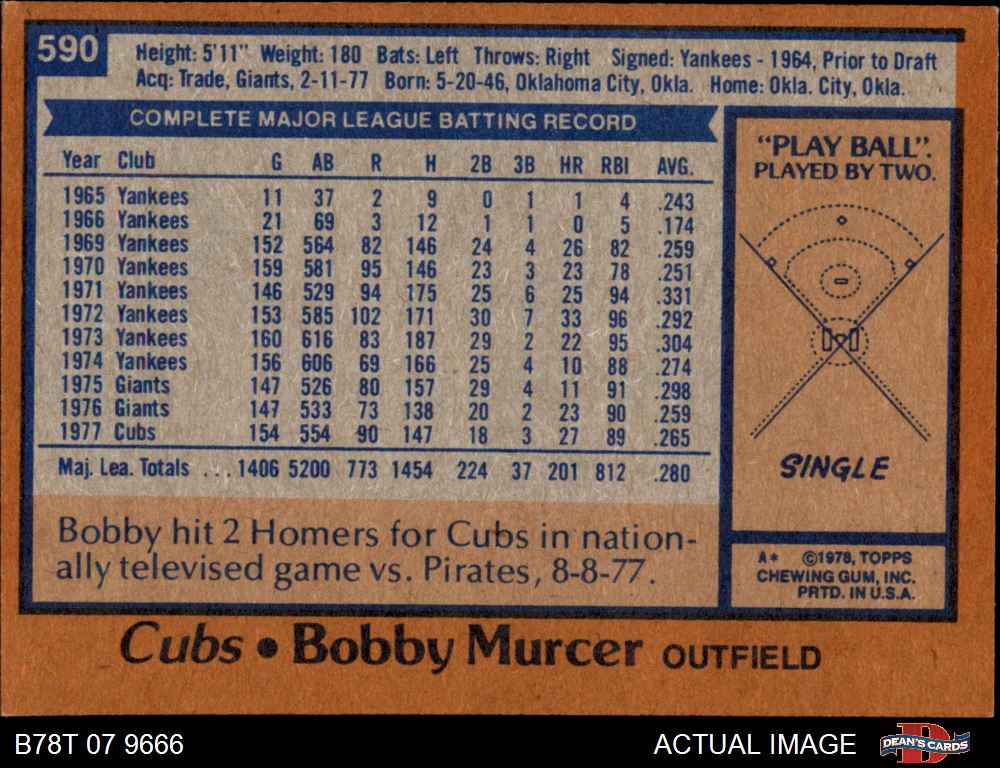 590
Height: 5'11" Weight: 180 Bats: Left Throws: Right Signed: Yankees - 1964, Prior to Draft
Acq: Trade, Giants, 2-11-77 Born: 5-20-46, Oklahoma City, Okla. Home: Okla. City, Okla.
COMPLETE MAJOR LEAGUE BATTING RECORD
Year Club G AB R H 2B 3B HR RBI AVG.
1965 Yankees 11 37 2 9 0 1 1 4 .243
1966 Yankees 21 69 3 12 1 1 0 5 .174
1969 Yankees 152 564 82 146 24 4 26 82 .259
1970 Yankees 159 581 95 146 23 3 23 78 .251
1971 Yankees 146 529 94 175 25 6 25 94 .331
1972 Yankees 153 585 102 171 30 7 33 96 .292
1973 Yankees 160 616 83 187 29 2 22 95 .304
1974 Yankees 156 606 69 166 25 4 10 88 .274
1975 Giants 147 526 80 157 29 4 11 91 .298
1976 Giants 147 533 73 138 20 2 23 90 .259
1977 Cubs 154 554 90 147 18 3 27 89 .265
Maj. Lea. Totals ... 1406 5200 773 1454 224 37 201 812 .280
Bobby hit 2 Homers for Cubs in nation-
ally televised game vs. Pirates, 8-8-77.
"PLAY BALL".
PLAYED BY TWO.
SINGLE
A* ©1978, TOPPS
CHEWING GUM, INC.
PRTD. IN U.S.A.
Cubs • Bobby Murcer OUTFIELD
B78T 07 9666
ACTUAL IMAGE
DEAN'S CARDS